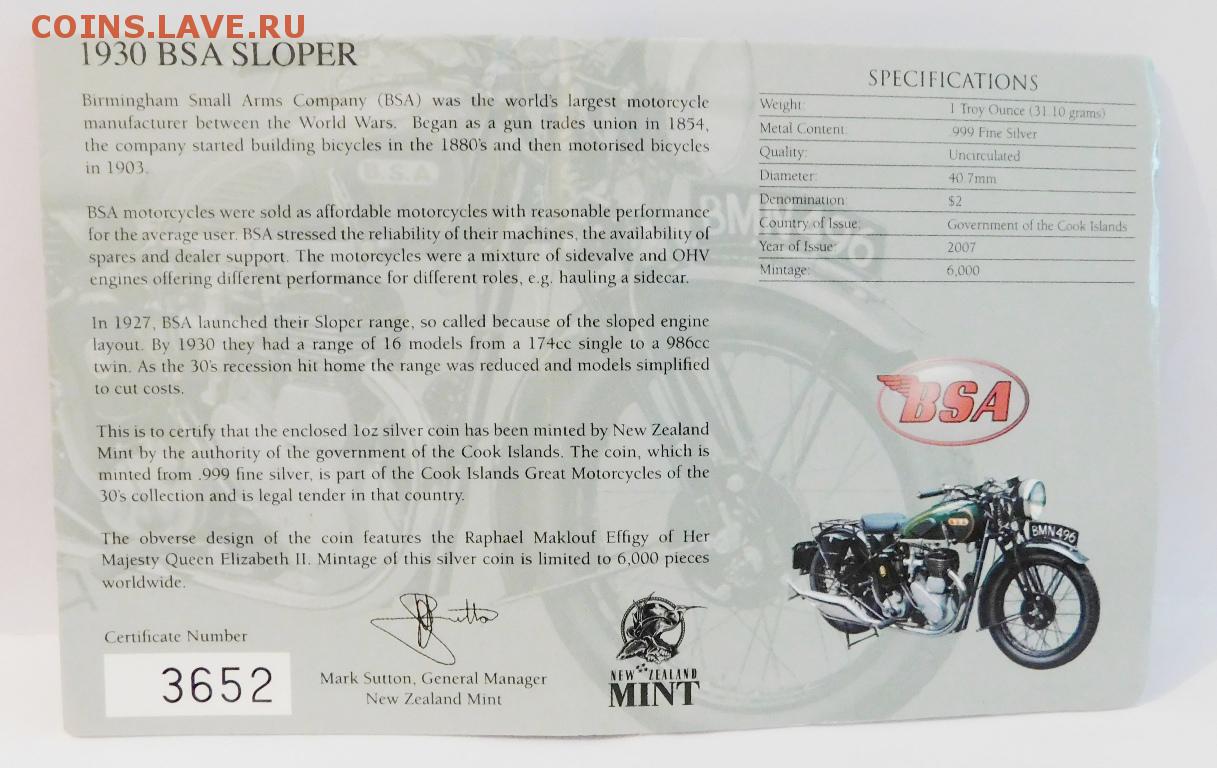 COINS.LAVE.RU
1930 BSA SLOPER
Birmingham Small Arms Company (BSA) was the world's largest motorcycle
manufacturer between the World Wars. Began as a gun trades union in 1854,
the company started building bicycles in the 1880's and then motorised bicycles
in 1903.
BSA motorcycles were sold as affordable motorcycles with reasonable performance
for the average user. BSA stressed the reliability of their machines, the availability of
spares and dealer support. The motorcycles were a mixture of sidevalve and OHV
engines offering different performance for different roles, e.g. hauling a sidecar.
In 1927, BSA launched their Sloper range, so called because of the sloped engine
layout. By 1930 they had a range of 16 models from a 174cc single to a 986cc
twin. As the 30's recession hit home the range was reduced and models simplified
to cut costs.
This is to certify that the enclosed 1oz silver coin has been minted by New Zealand
Mint by the authority of the government of the Cook Islands. The coin, which is
minted from .999 fine silver, is part of the Cook Islands Great Motorcycles of the
30's collection and is legal tender in that country.
The obverse design of the coin features the Raphael Maklouf Effigy of Her
Majesty Queen Elizabeth II. Mintage of this silver coin is limited to 6,000 pieces
worldwide.
Certificate Number
3652
Mark Sutton, General Manager
New Zealand Mint
NEW ZEALAND
MINT
SPECIFICATIONS
Weight: 1 Troy Ounce (31.10 grams)
Metal Content: .999 Fine Silver
Quality: Uncirculated
Diameter: 40.7mm
Denomination: $2
Country of Issue: Government of the Cook Islands
Year of Issue: 2007
Mintage: 6,000
BSA
BMN496
B.S.A
BMN496